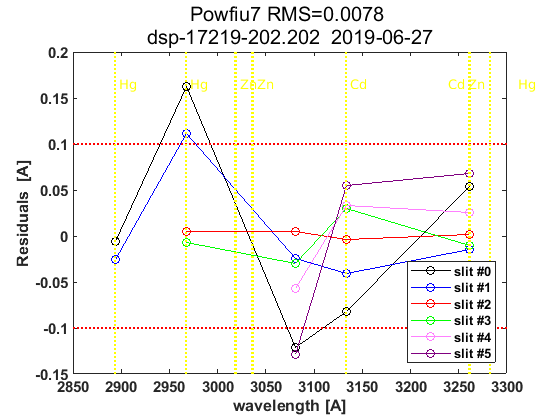 Powfiu7 RMS=0.0078
dsp-17219-202.202 2019-06-27
0.2
0.15
0.1
0.05
0
-0.05
-0.1
-0.15
Residuals [A]
Hg
Hg
Zn
Zn
Cd
Cd
Zn
Hg
slit #0
slit #1
slit #2
slit #3
slit #4
slit #5
2850 2900 2950 3000 3050 3100 3150 3200 3250 3300
wavelength [A]